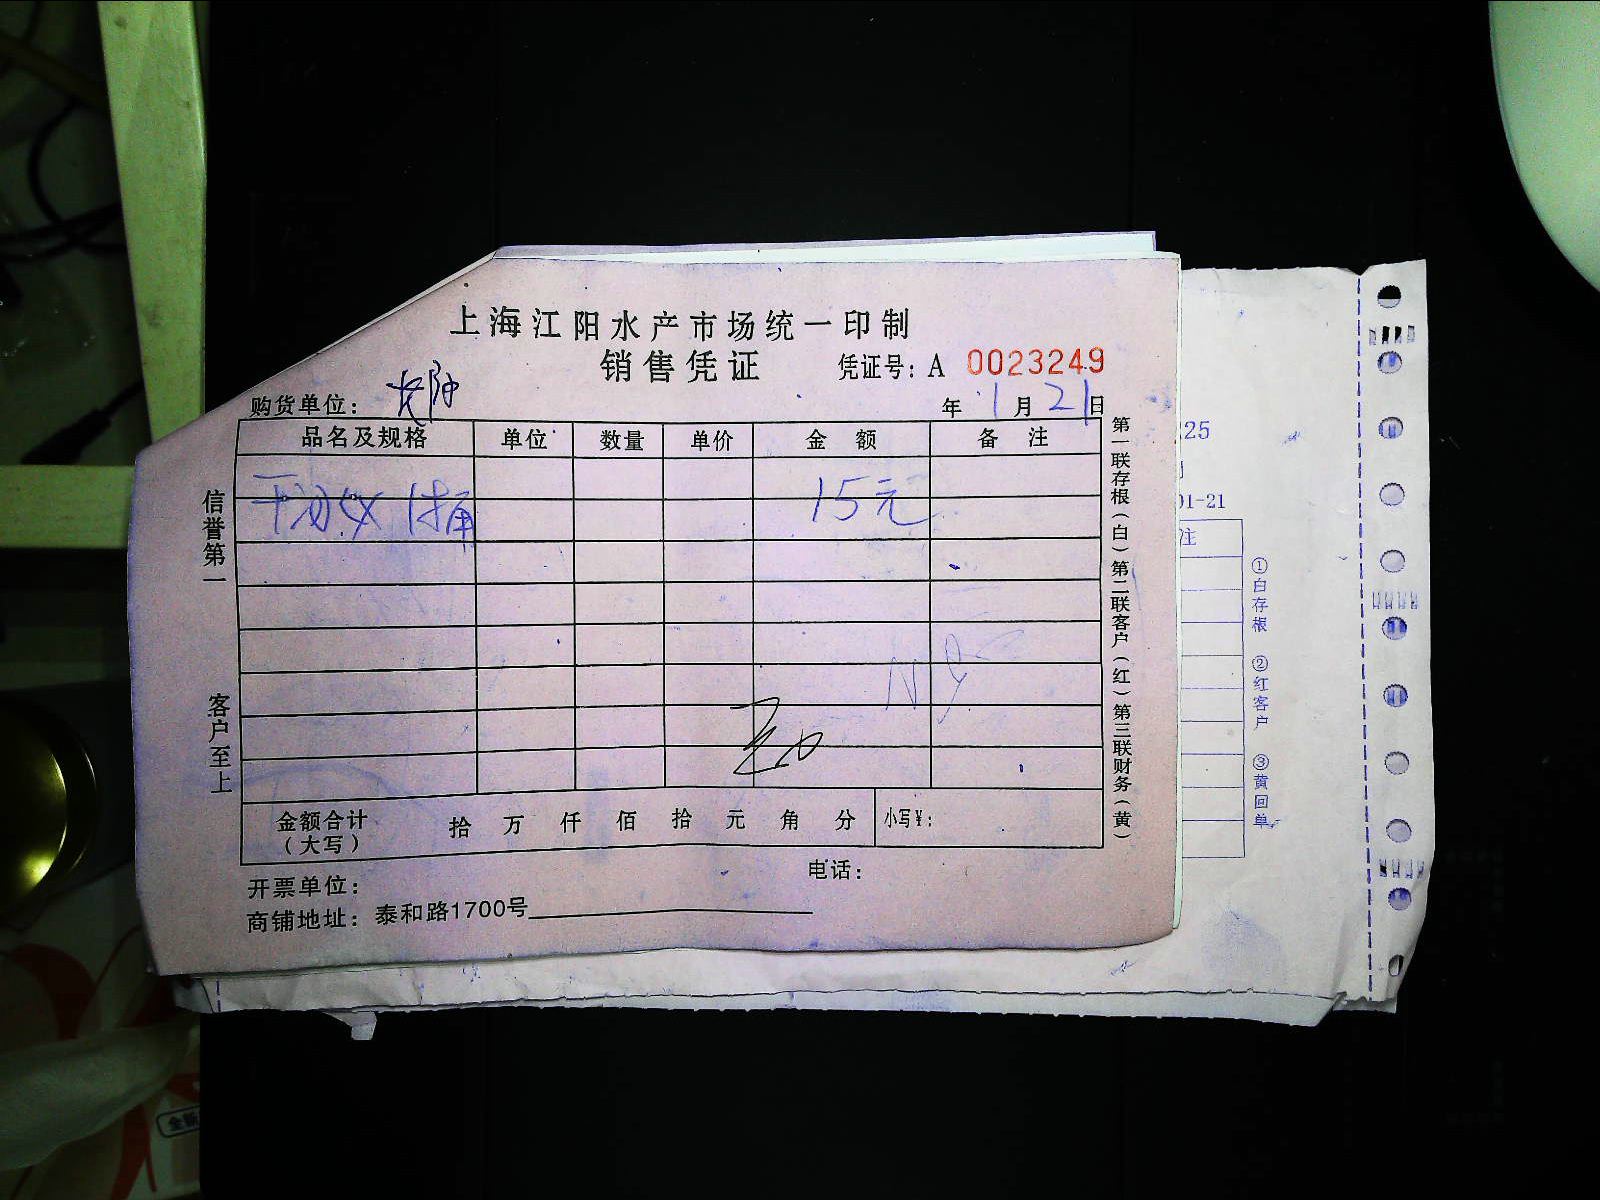 上海江阳水产市场统一印制
销售凭证 凭证号：A 0023249
购货单位：
年 1 月 21 日
品名及规格 单位 数量 单价 金额 备注
15元
金额合计（大写） 拾 万 仟 佰 拾 元 角 分 小写¥：
开票单位： 电话：
商铺地址：泰和路1700号
信誉第一 客户至上
第一联存根（白）第二联客户（红）第三联财务（黄）
25
01-21
注
①白存根 ②红客户 ③黄回单